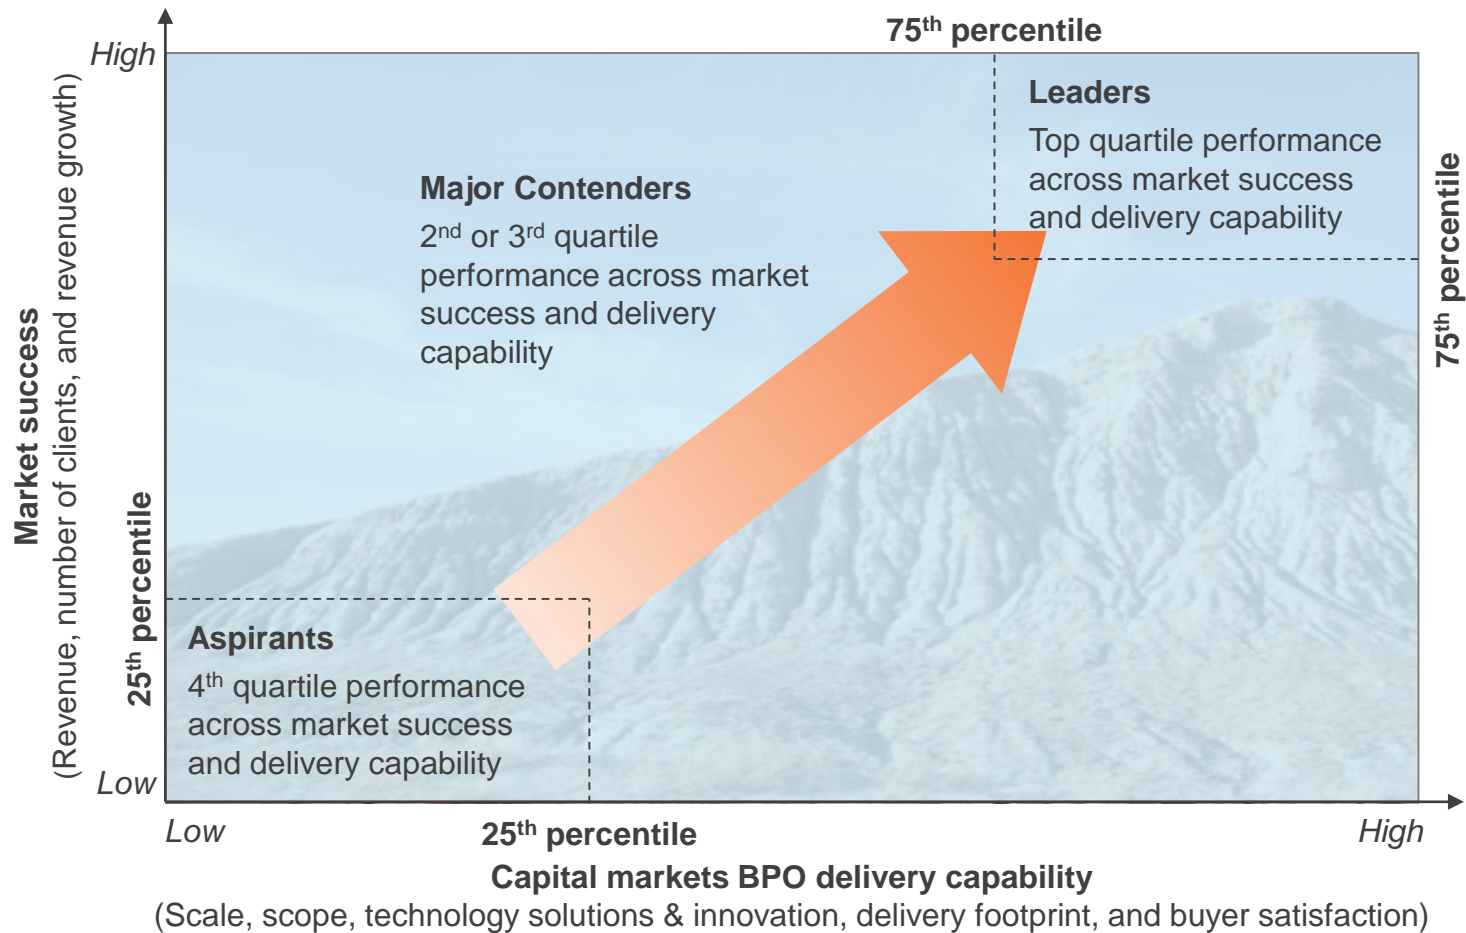 75th percentile
High
Leaders
Top quartile performance
across market success
and delivery capability
75th percentile
Major Contenders
2nd or 3rd quartile
performance across market
success and delivery
capability
Market success
(Revenue, number of clients, and revenue growth)
25th percentile
Aspirants
4th quartile performance
across market success
and delivery capability
Low
Low
25th percentile
High
Capital markets BPO delivery capability
(Scale, scope, technology solutions & innovation, delivery footprint, and buyer satisfaction)